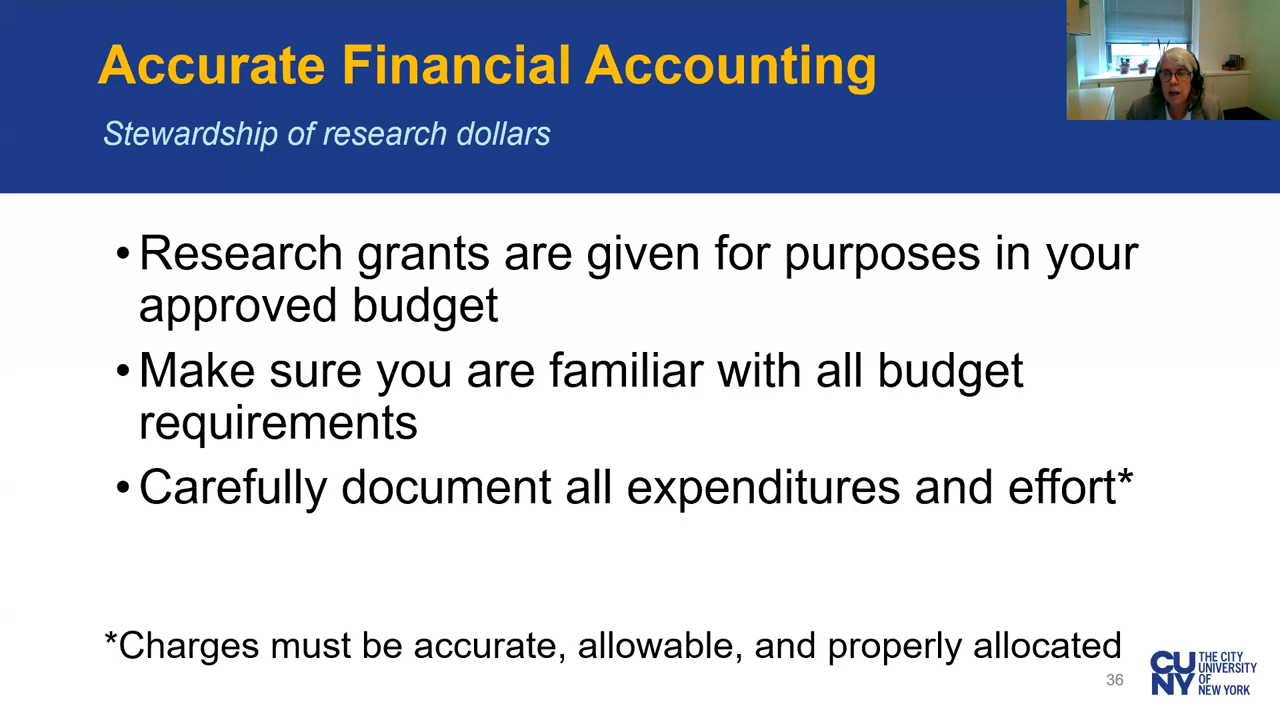 Accurate Financial Accounting
Stewardship of research dollars
•Research grants are given for purposes in your
approved budget
•Make sure you are familiar with all budget
requirements
•Carefully document all expenditures and effort*
*Charges must be accurate, allowable, and properly allocated
36
CU
NY
THE CITY
UNIVERSITY
OF
NEW YORK